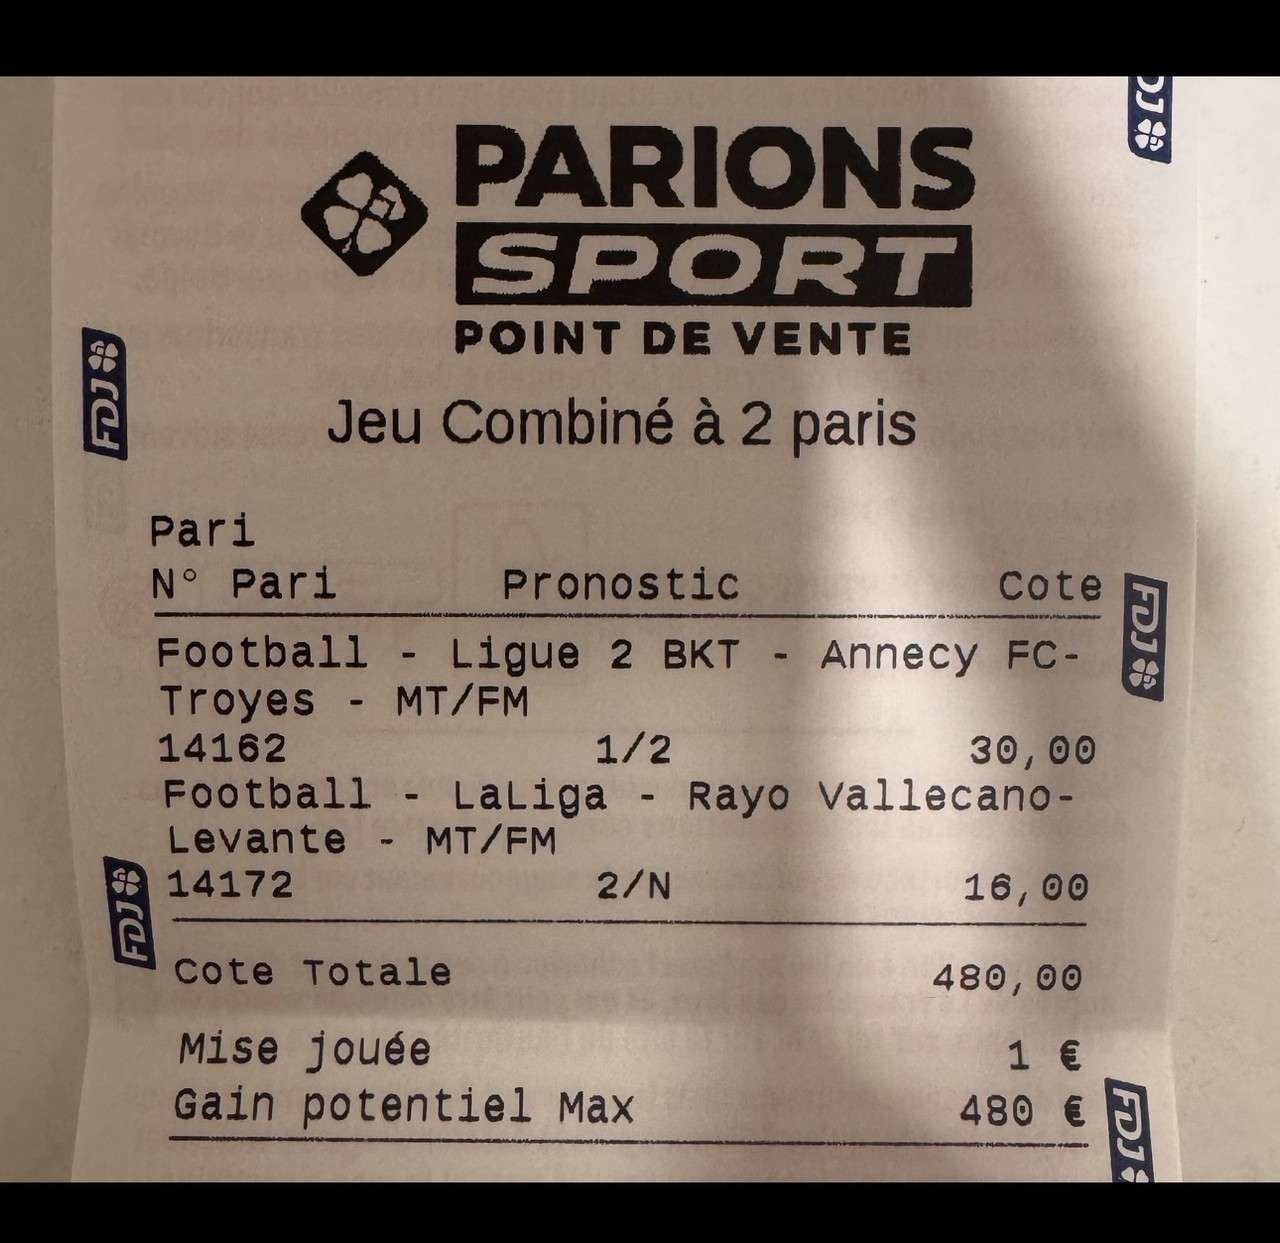 PARIONS
SPORT
POINT DE VENTE
Jeu Combiné à 2 paris
Pari
N° Pari Pronostic Cote
Football - Ligue 2 BKT - Annecy FC-
Troyes - MT/FM
14162 1/2 30,00
Football - LaLiga - Rayo Vallecano-
Levante - MT/FM
14172 2/N 16,00
Cote Totale 480,00
Mise jouée 1 €
Gain potentiel Max 480 €
FDJ
FDJ
FDJ
FDJ
FDJ